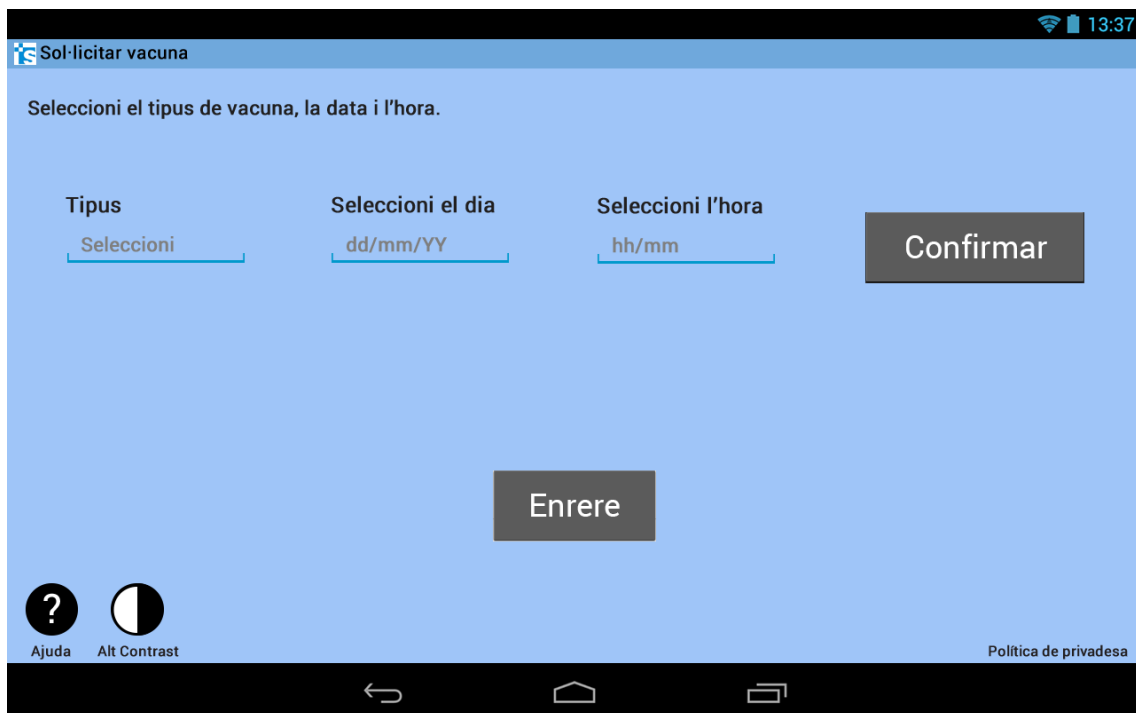 13:37
is Sol·licitar vacuna
Seleccioni el tipus de vacuna, la data i l’hora.
Tipus
Seleccioni el dia
Seleccioni l’hora
Seleccioni
dd/mm/YY
hh/mm
Confirmar
Enrere
?
Ajuda
Alt Contrast
Política de privadesa